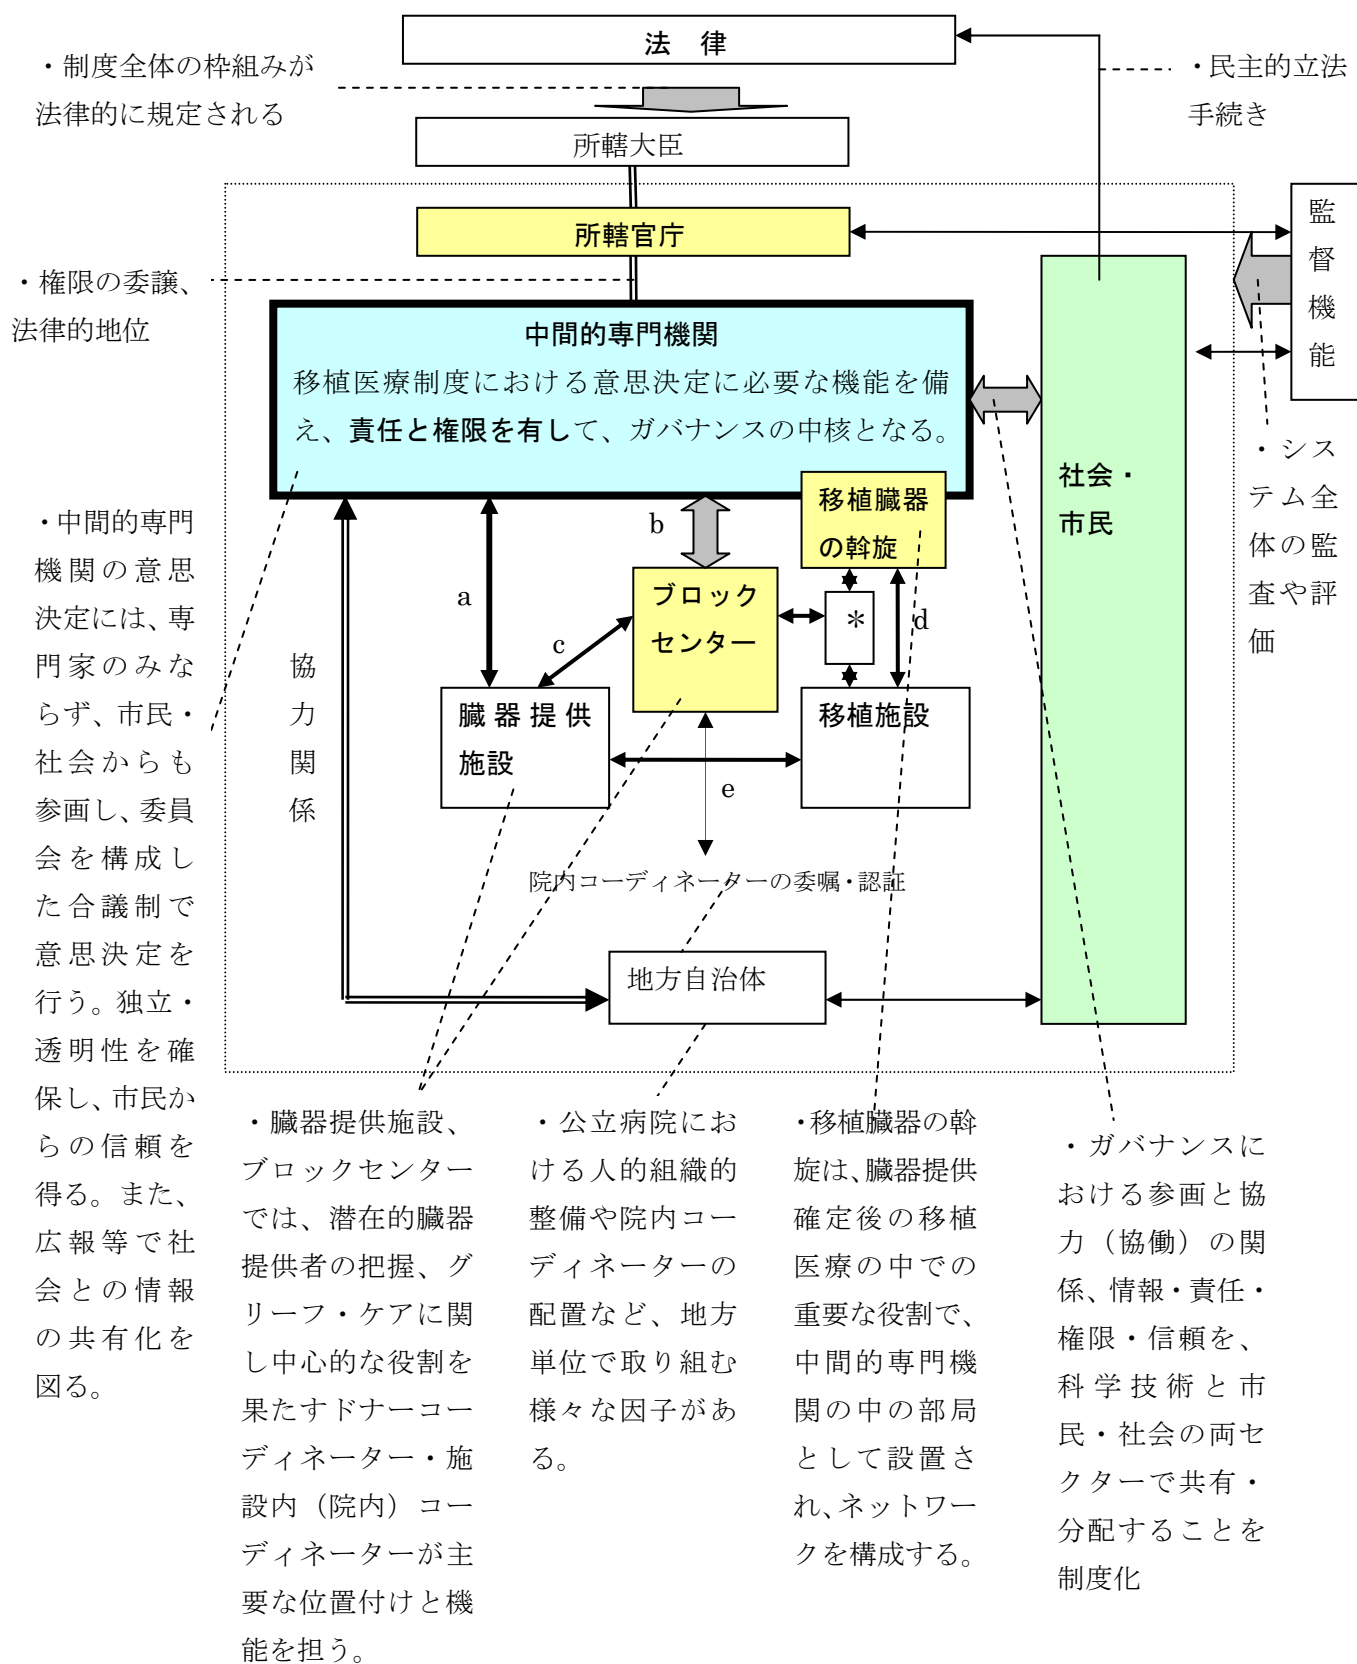 法　律
・制度全体の枠組みが
法律的に規定される
・民主的立法
手続き
所轄大臣
所轄官庁
監
督
機
能
・権限の委譲、
法律的地位
中間的専門機関
移植医療制度における意思決定に必要な機能を備
え、責任と権限を有して、ガバナンスの中核となる。
社会・
市民
・シス
テム全
体の監
査や評
価
移植臓器
の斡旋
a
b
c
d
e
ブロック
センター
＊
協
力
関
係
臓器提供
施設
移植施設
院内コーディネーターの委嘱・認証
地方自治体
・中間的専門
機関の意思
決定には、専
門家のみな
らず、市民・
社会からも
参画し、委員
会を構成し
た合議制で
意思決定を
行う。独立・
透明性を確
保し、市民か
らの信頼を
得る。また、
広報等で社
会との情報
の共有化を
図る。
・臓器提供施設、
ブロックセンター
では、潜在的臓器
提供者の把握、グ
リーフ・ケアに関
し中心的な役割を
果たすドナーコー
ディネーター・施
設内（院内）コー
ディネーターが主
要な位置付けと機
能を担う。
・公立病院にお
ける人的組織的
整備や院内コー
ディネーターの
配置など、地方
単位で取り組む
様々な因子があ
る。
・移植臓器の斡
旋は、臓器提供
確定後の移植
医療の中での
重要な役割で、
中間的専門機
関の中の部局
として設置さ
れ、ネットワー
クを構成する。
・ガバナンスに
おける参画と協
力（協働）の関
係、情報・責任・
権限・信頼を、
科学技術と市
民・社会の両セ
クターで共有・
分配することを
制度化